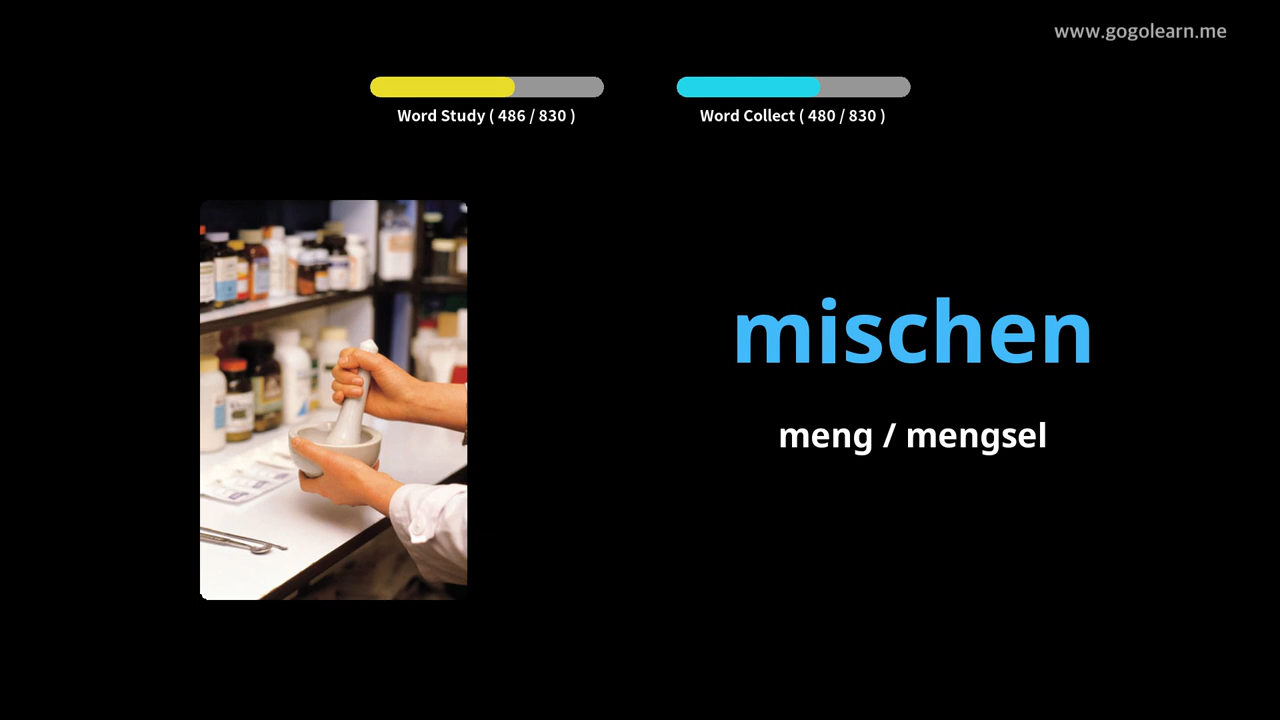 www.gogolearn.me
Word Study ( 486 / 830 )
Word Collect ( 480 / 830 )
mischen
meng / mengsel